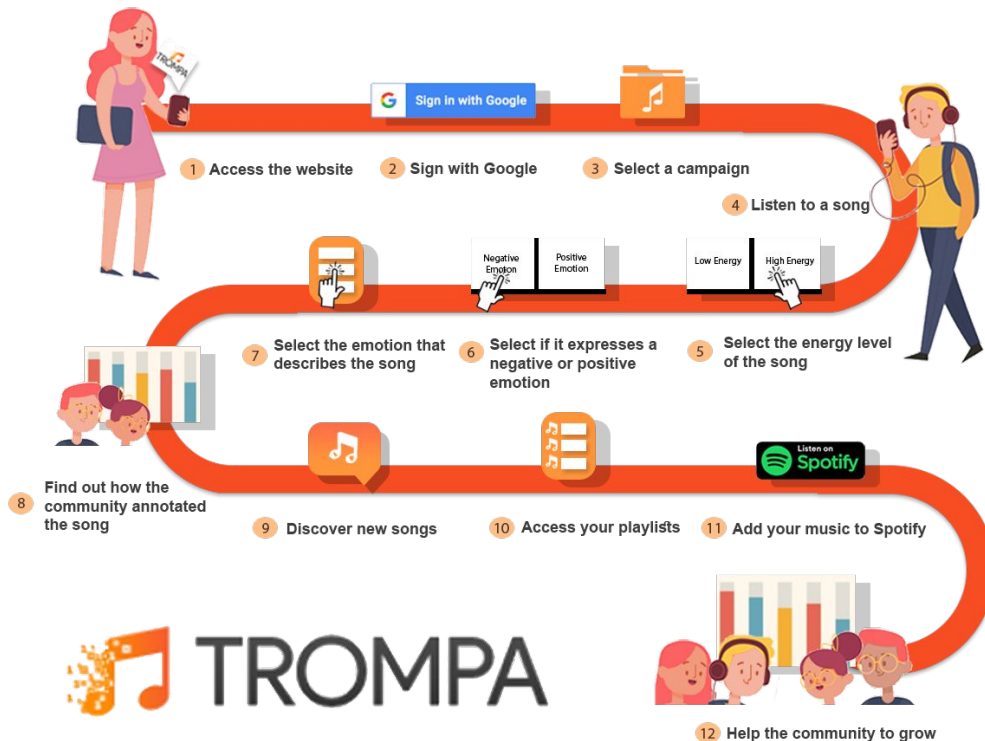 TROMPA
Sign in with Google
1 Access the website
2 Sign with Google
3 Select a campaign
4 Listen to a song
Negative
Emotion
Positive
Emotion
Low Energy
High Energy
7 Select the emotion that
describes the song
6 Select if it expresses a
negative or positive
emotion
5 Select the energy level
of the song
8 Find out how the
community annotated
the song
Listen on
Spotify
9 Discover new songs
10 Access your playlists
11 Add your music to Spotify
TROMPA
12 Help the community to grow